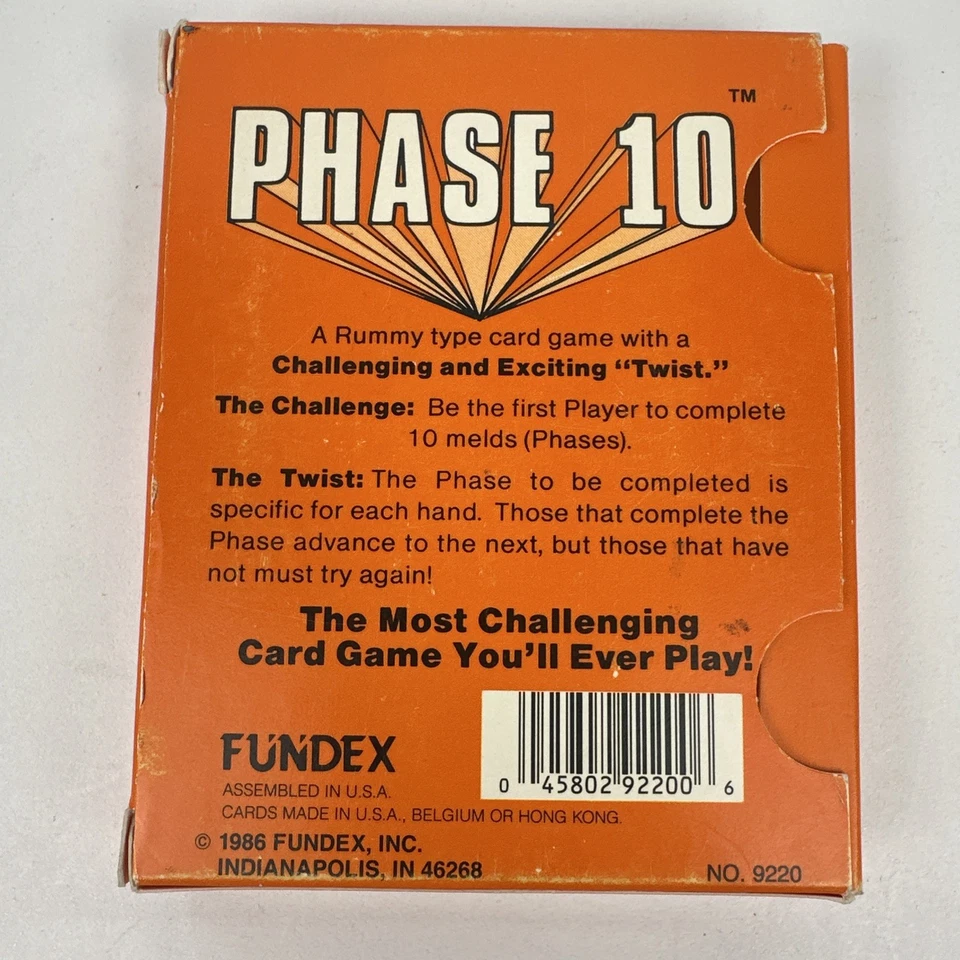 PHASE 10™
A Rummy type card game with a
Challenging and Exciting “Twist.”
The Challenge: Be the first Player to complete
10 melds (Phases).
The Twist: The Phase to be completed is
specific for each hand. Those that complete the
Phase advance to the next, but those that have
not must try again!
The Most Challenging
Card Game You'll Ever Play!
0 45802 92200 6
FUNDEX
ASSEMBLED IN U.S.A.
CARDS MADE IN U.S.A., BELGIUM OR HONG KONG.
© 1986 FUNDEX, INC.
INDIANAPOLIS, IN 46268
NO. 9220